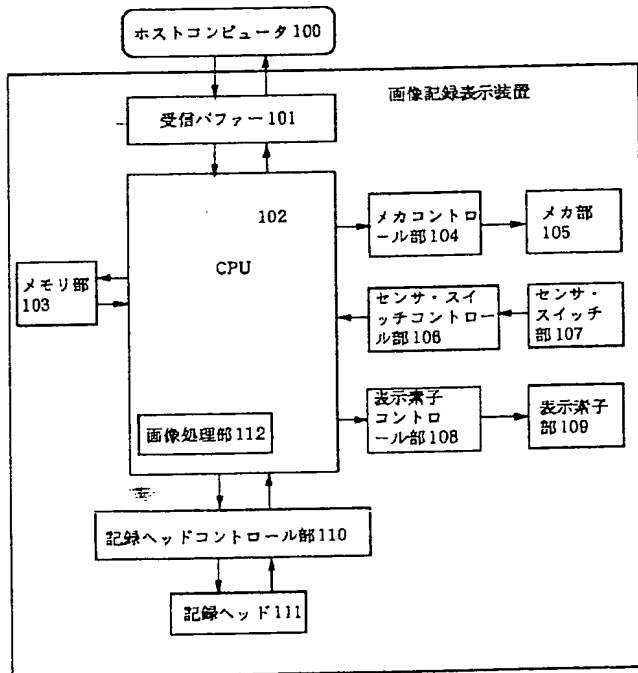 ホストコンピュータ100
画像記録表示装置
受信バファー101
102
CPU
メカコントロ
ール部104
メカ部
105
メモリ部
103
センサ・スイ
ッチコントロー
ル部106
センサ・
スイッチ
部107
表示素子
コントロ
ール部108
表示素子
部109
画像処理部112
記録ヘッドコントロール部110
記録ヘッド111